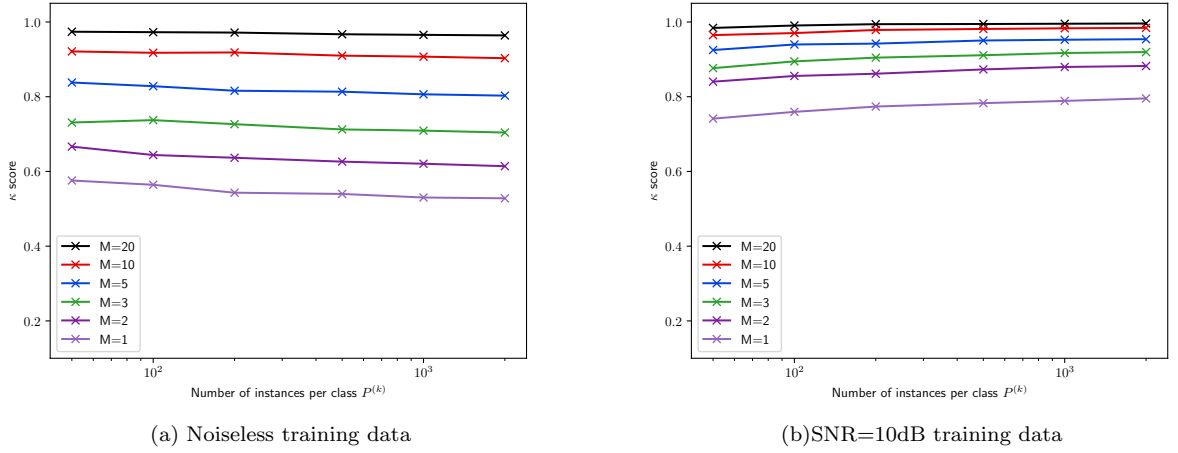 1.0
0.8
0.6
0.4
0.2
κ score
M=20
M=10
M=5
M=3
M=2
M=1
10²
10³
Number of instances per class P⁽ᵏ⁾
(a) Noiseless training data
1.0
0.8
0.6
0.4
0.2
κ score
M=20
M=10
M=5
M=3
M=2
M=1
10²
10³
Number of instances per class P⁽ᵏ⁾
(b)SNR=10dB training data